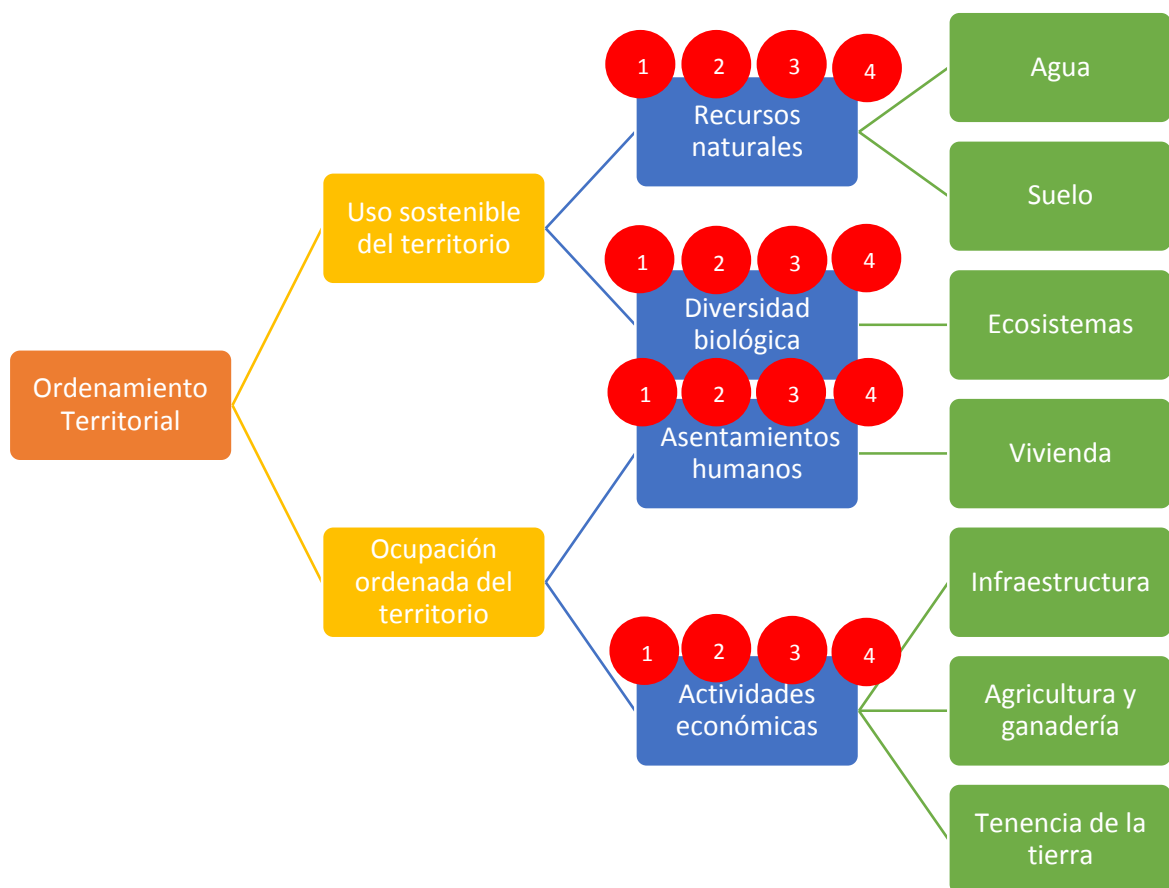 1 2 3 4
Recursos
naturales
Agua
Suelo
Uso sostenible
del territorio
1 2 3 4
Diversidad
biológica
Ecosistemas
Ordenamiento
Territorial
1 2 3 4
Asentamientos
humanos
Vivienda
Ocupación
ordenada del
territorio
Infraestructura
1 2 3 4
Actividades
económicas
Agricultura y
ganadería
Tenencia de la
tierra